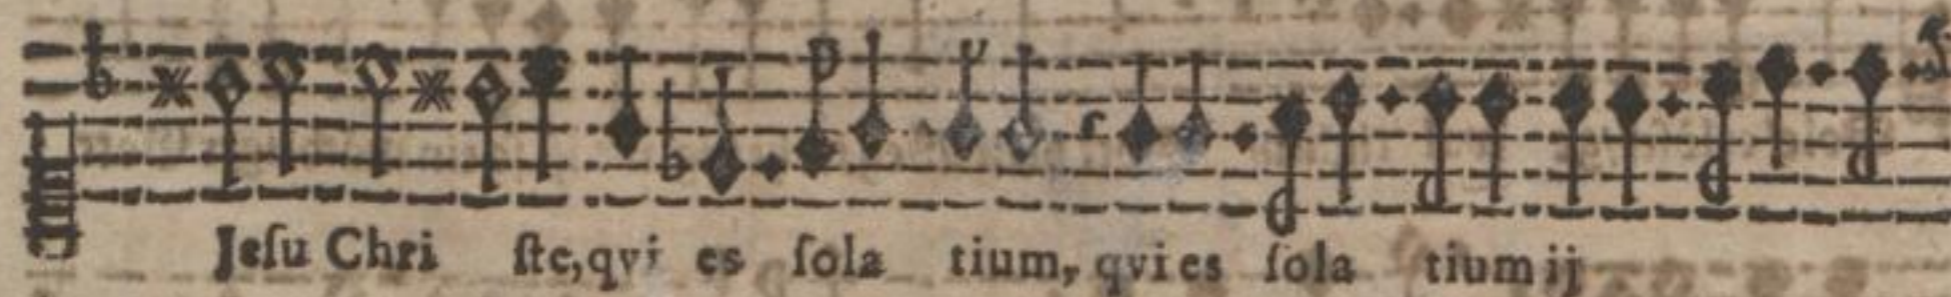 Jeſu Chri ſte, qvi es ſola tium, qvi es ſola tium ij